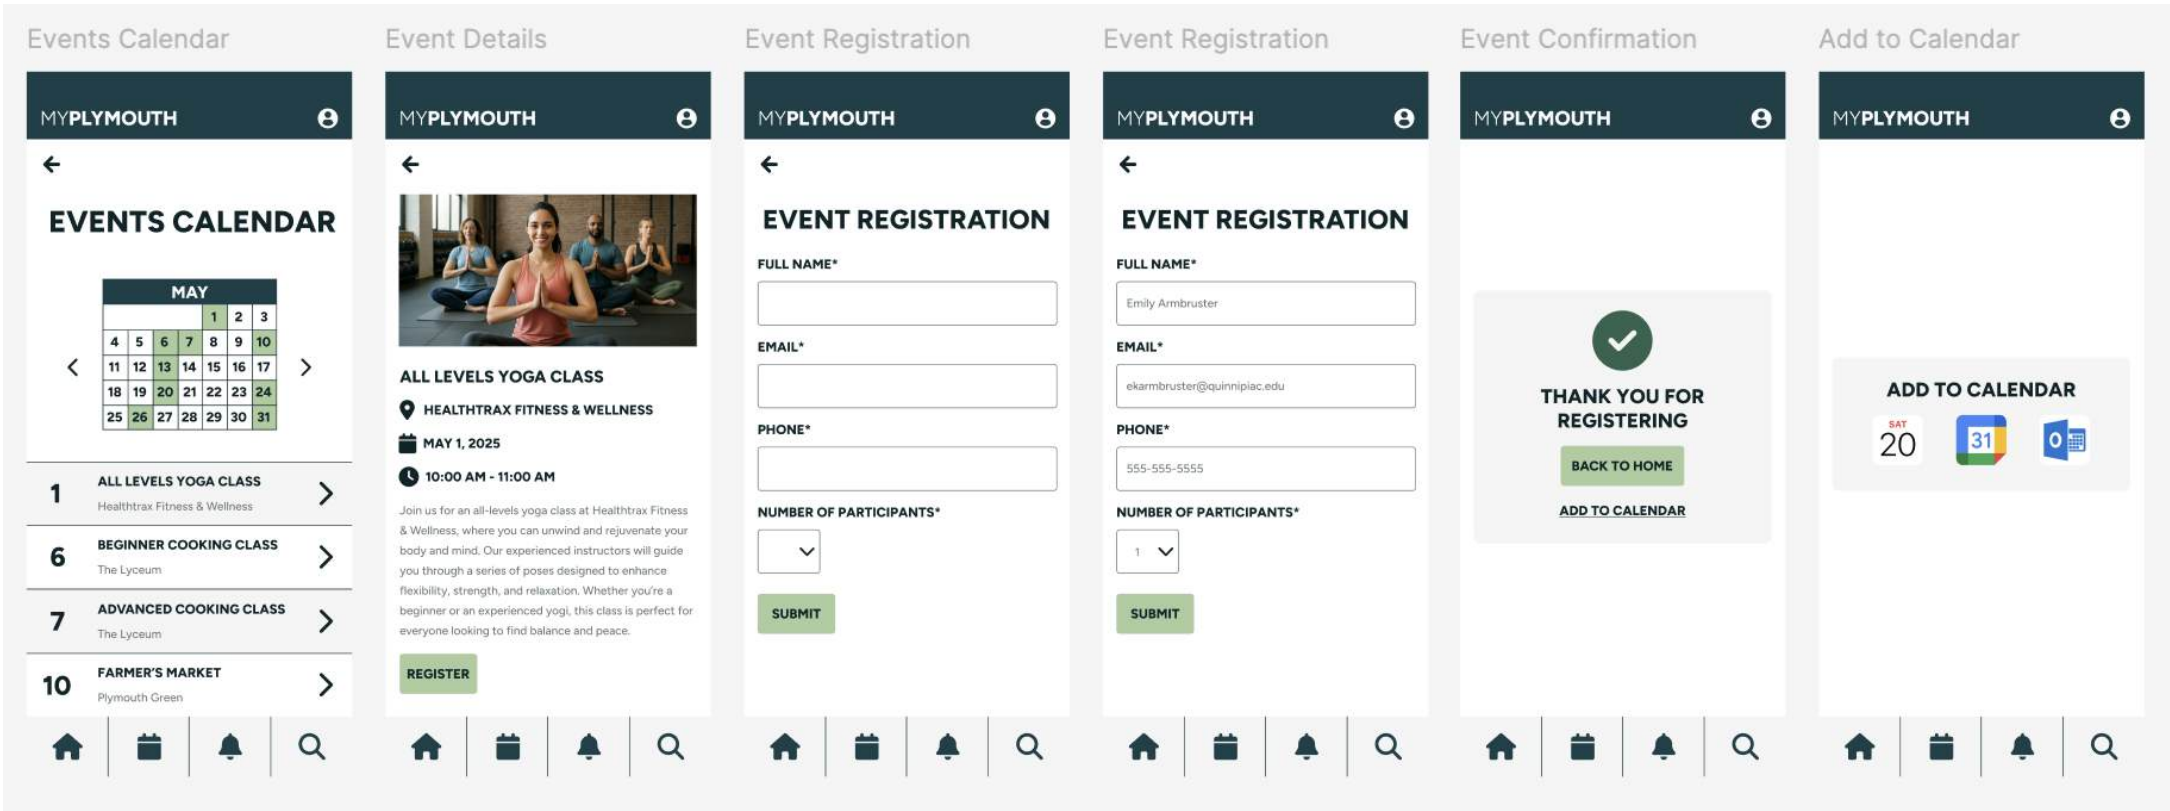 Events Calendar
MYPLYMOUTH
EVENTS CALENDAR
MAY
1 2 3
4 5 6 7 8 9 10
11 12 13 14 15 16 17
18 19 20 21 22 23 24
25 26 27 28 29 30 31
1
ALL LEVELS YOGA CLASS
Healthtrax Fitness & Wellness
6
BEGINNER COOKING CLASS
The Lyceum
7
ADVANCED COOKING CLASS
The Lyceum
10
FARMER'S MARKET
Plymouth Green
Event Details
MYPLYMOUTH
ALL LEVELS YOGA CLASS
HEALTHTRAX FITNESS & WELLNESS
MAY 1, 2025
10:00 AM - 11:00 AM
Join us for an all-levels yoga class at Healthtrax Fitness
& Wellness, where you can unwind and rejuvenate your
body and mind. Our experienced instructors will guide
you through a series of poses designed to enhance
flexibility, strength, and relaxation. Whether you're a
beginner or an experienced yogi, this class is perfect for
everyone looking to find balance and peace.
REGISTER
Event Registration
MYPLYMOUTH
EVENT REGISTRATION
FULL NAME*
EMAIL*
PHONE*
NUMBER OF PARTICIPANTS*
SUBMIT
Event Registration
MYPLYMOUTH
EVENT REGISTRATION
FULL NAME*
Emily Armbruster
EMAIL*
ekarmbruster@quinnipiac.edu
PHONE*
555-555-5555
NUMBER OF PARTICIPANTS*
1
SUBMIT
Event Confirmation
MYPLYMOUTH
THANK YOU FOR
REGISTERING
BACK TO HOME
ADD TO CALENDAR
Add to Calendar
MYPLYMOUTH
ADD TO CALENDAR
SAT
20
31
O